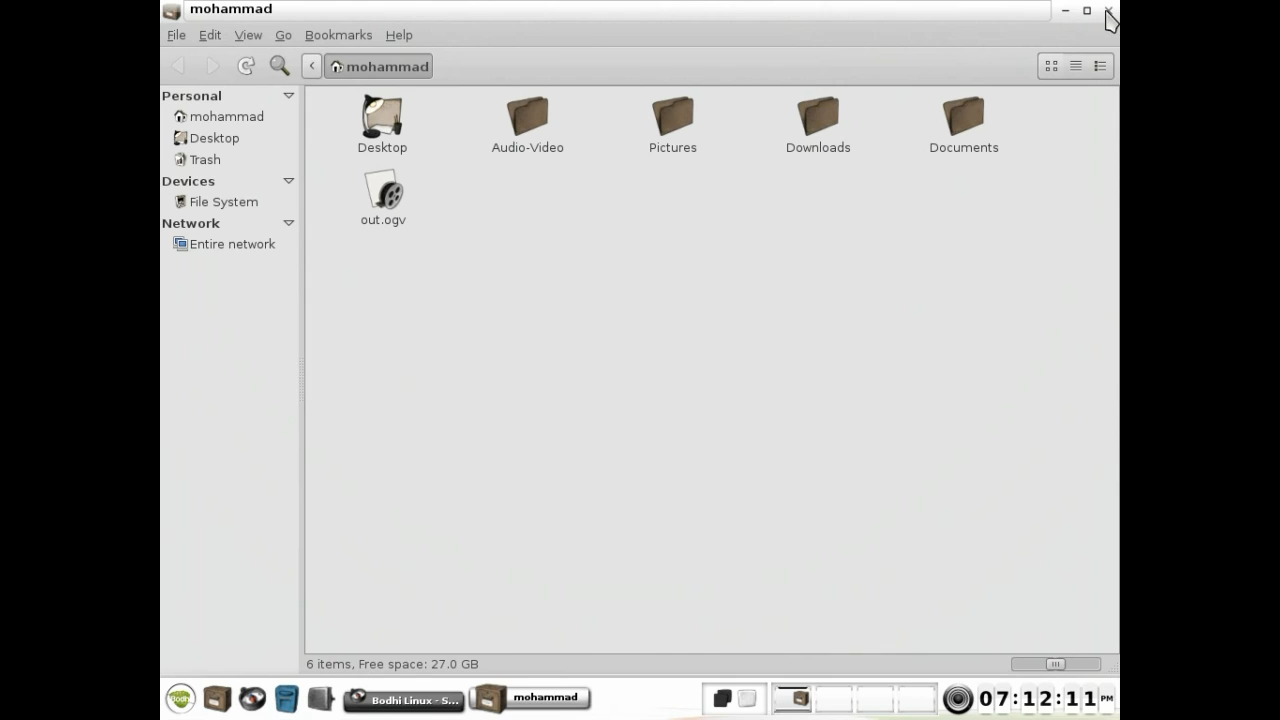 mohammad
File Edit View Go Bookmarks Help
mohammad
Personal
mohammad
Desktop
Trash
Devices
File System
Network
Entire network
Desktop Audio-Video Pictures Downloads Documents
out.ogv
6 items, Free space: 27.0 GB
Bodhi Bodhi Linux - S... mohammad 07:12:11 PM